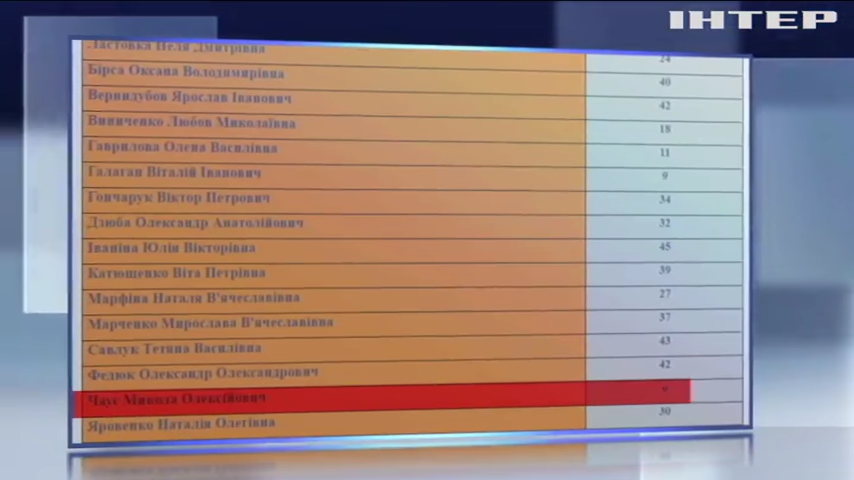 ІНТЕР
Ластовка Неля Дмитрівна 24
Бірса Оксана Володимирівна 40
Вернидубов Ярослав Іванович 42
Виниченко Любов Миколаївна 18
Гаврилова Олена Василівна 11
Галаган Віталій Іванович 9
Гончарук Віктор Петрович 34
Дзюба Олександр Анатолійович 32
Іваніна Юлія Вікторівна 45
Катющенко Віта Петрівна 39
Марфіна Наталя В'ячеславівна 27
Марченко Мирослава В'ячеславівна 37
Савлук Тетяна Василівна 43
Федюк Олександр Олександрович 42
Чаус Микола Олексійович
Яровенко Наталія Олегівна 30